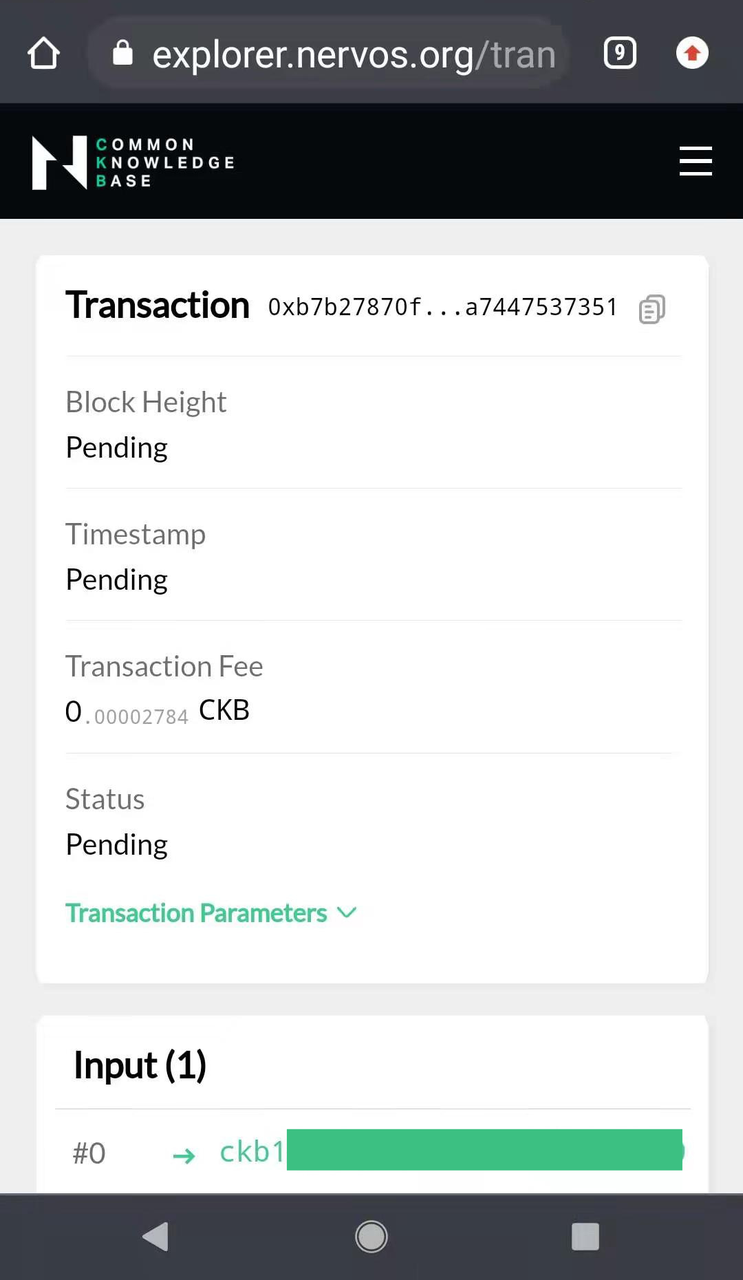 explorer.nervos.org/tran
9
COMMON
KNOWLEDGE
BASE
Transaction 0xb7b27870f...a7447537351
Block Height
Pending
Timestamp
Pending
Transaction Fee
0.00002784 CKB
Status
Pending
Transaction Parameters
Input (1)
#0 → ckb1